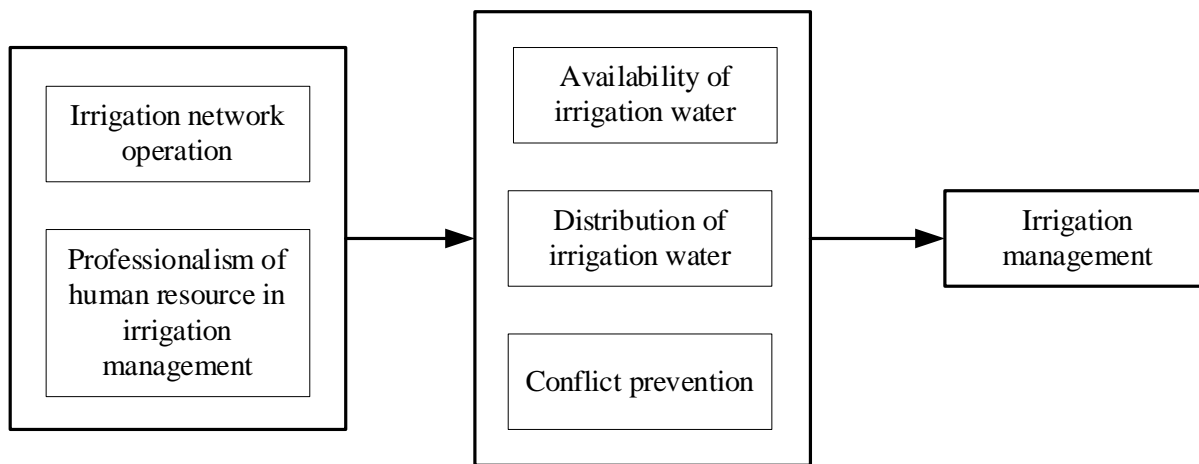 Irrigation network
operation
Professionalism of
human resource in
irrigation
management
Availability of
irrigation water
Distribution of
irrigation water
Conflict prevention
Irrigation
management